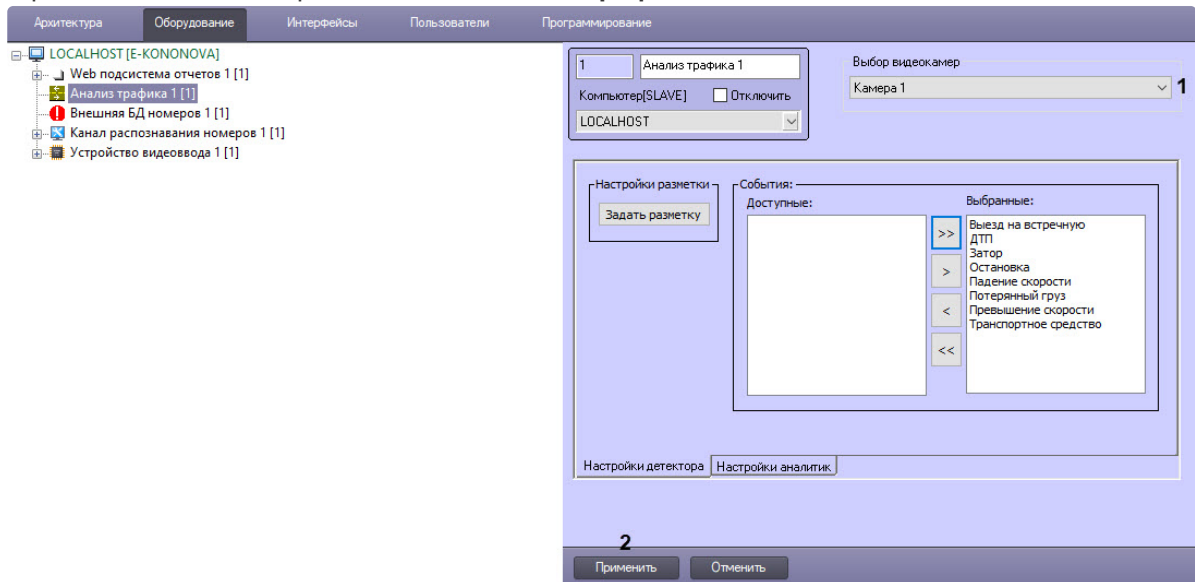 Архитектура Оборудование Интерфейсы Пользователи Программирование
LOCALHOST [E-KONONOVA]
Web подсистема отчетов 1 [1]
Анализ трафика 1 [1]
Внешняя БД номеров 1 [1]
Канал распознавания номеров 1 [1]
Устройство видеоввода 1 [1]
1 Анализ трафика 1
Компьютер[SLAVE] Отключить
LOCALHOST
Выбор видеокамер
Камера 1 1
Настройки разметки
Задать разметку
События:
Доступные:
Выбранные:
>>
>
<
<<
Выезд на встречную
ДТП
Затор
Остановка
Падение скорости
Потерянный груз
Превышение скорости
Транспортное средство
Настройки детектора Настройки аналитик
2
Применить Отменить